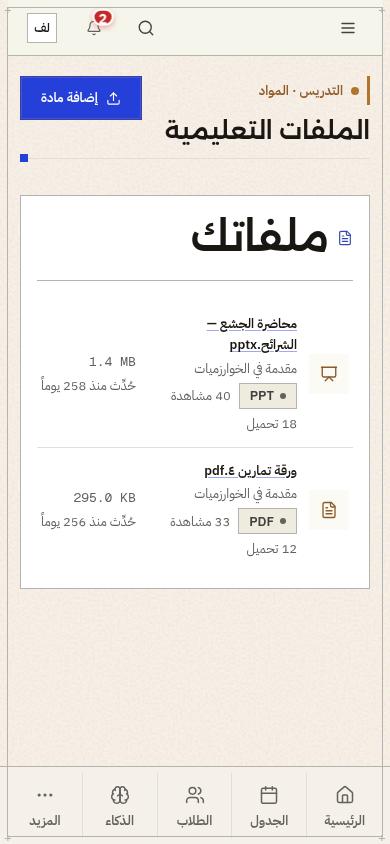 لف
2
التدريس · المواد
الملفات التعليمية
إضافة مادة
ملفاتك
محاضرة الجشع —
الشرائح.pptx
مقدمة في الخوارزميات
PPT 40 مشاهدة
18 تحميل
1.4 MB
حُدِّث منذ 258 يوماً
ورقة تمارين ٤.pdf
مقدمة في الخوارزميات
PDF 33 مشاهدة
12 تحميل
295.0 KB
حُدِّث منذ 256 يوماً
الرئيسية
الجدول
الطلاب
الذكاء
المزيد